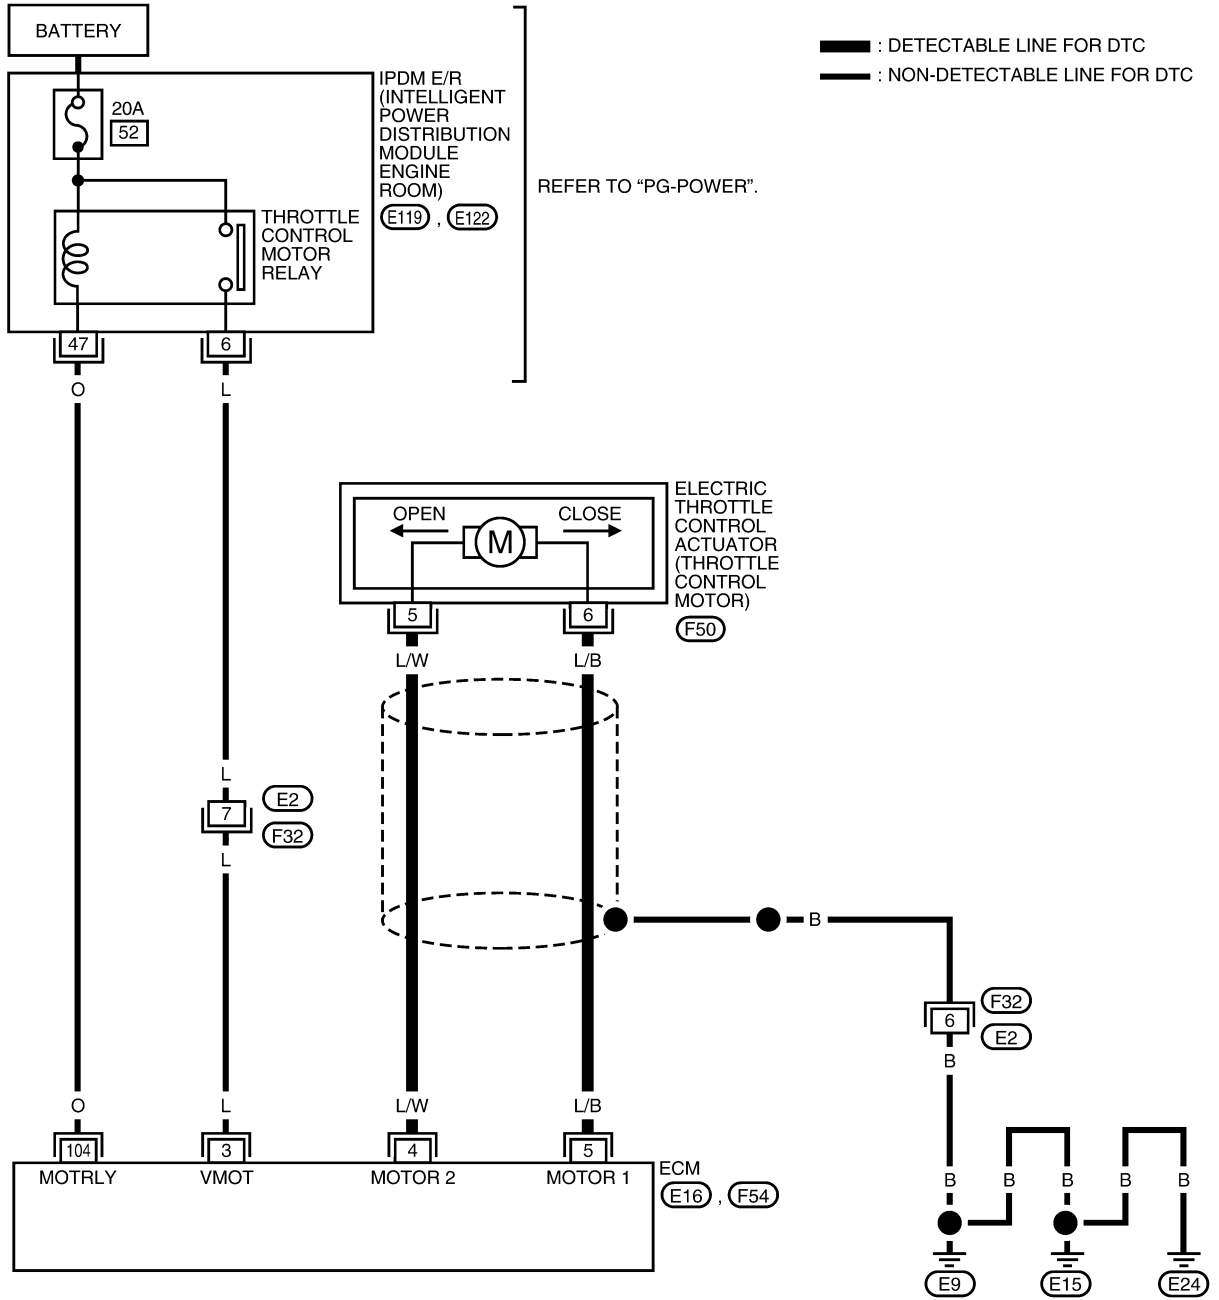 BATTERY
: DETECTABLE LINE FOR DTC
: NON-DETECTABLE LINE FOR DTC
20A
52
IPDM E/R
(INTELLIGENT
POWER
DISTRIBUTION
MODULE
ENGINE
ROOM)
E119 , E122
REFER TO “PG-POWER”.
THROTTLE
CONTROL
MOTOR
RELAY
47 6
O L
OPEN CLOSE
M
ELECTRIC
THROTTLE
CONTROL
ACTUATOR
(THROTTLE
CONTROL
MOTOR)
F50
5 6
L/W L/B
L
7
E2
F32
L
B
6
F32
E2
B
O L L/W L/B
104 3 4 5
MOTRLY VMOT MOTOR 2 MOTOR 1
ECM
E16 , F54
B B B B B
E9 E15 E24